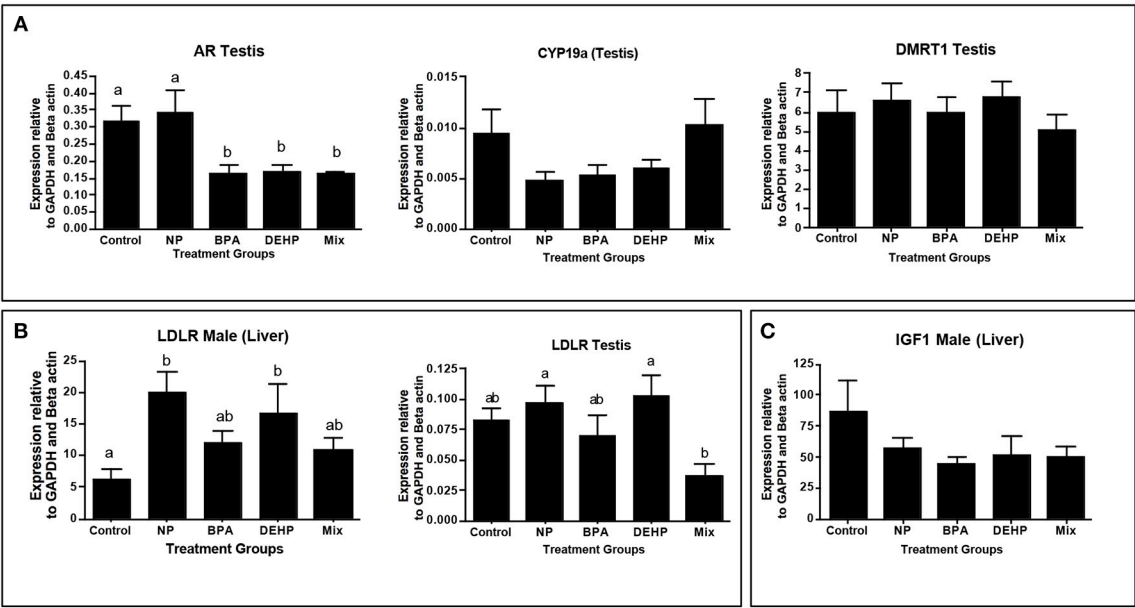 A
AR Testis
Expression relative
to GAPDH and Beta actin
0.45
0.40
0.35
0.30
0.25
0.20
0.15
0.10
0.05
0.00
a
a
b
b
b
Control NP BPA DEHP Mix
Treatment Groups
CYP19a (Testis)
Expression relative
to GAPDH and Beta actin
0.015
0.010
0.005
0.000
Control NP BPA DEHP Mix
Treatment Groups
DMRT1 Testis
Expression relative
to GAPDH and Beta actin
8
7
6
5
4
3
2
1
0
Control NP BPA DEHP Mix
Treatment Groups
B
LDLR Male (Liver)
Expression relative
to GAPDH and Beta actin
25
20
15
10
5
0
a
b
ab
b
ab
Control NP BPA DEHP Mix
Treatment Groups
LDLR Testis
Expression relative
to GAPDH and Beta actin
0.125
0.100
0.075
0.050
0.025
0.000
ab
a
ab
a
b
Control NP BPA DEHP Mix
Treatment Groups
C
IGF1 Male (Liver)
Expression relative
to GAPDH and Beta actin
125
100
75
50
25
0
Control NP BPA DEHP Mix
Treatment Groups